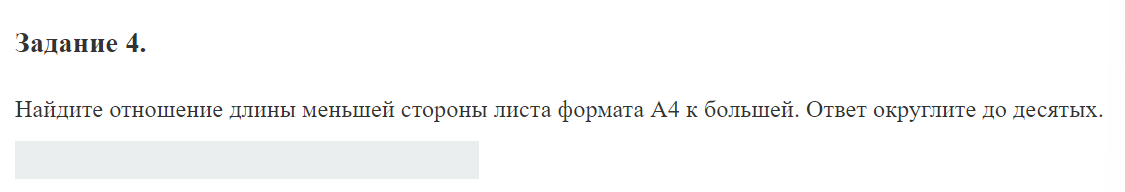 Задание 4.
Найдите отношение длины меньшей стороны листа формата А4 к большей. Ответ округлите до десятых.